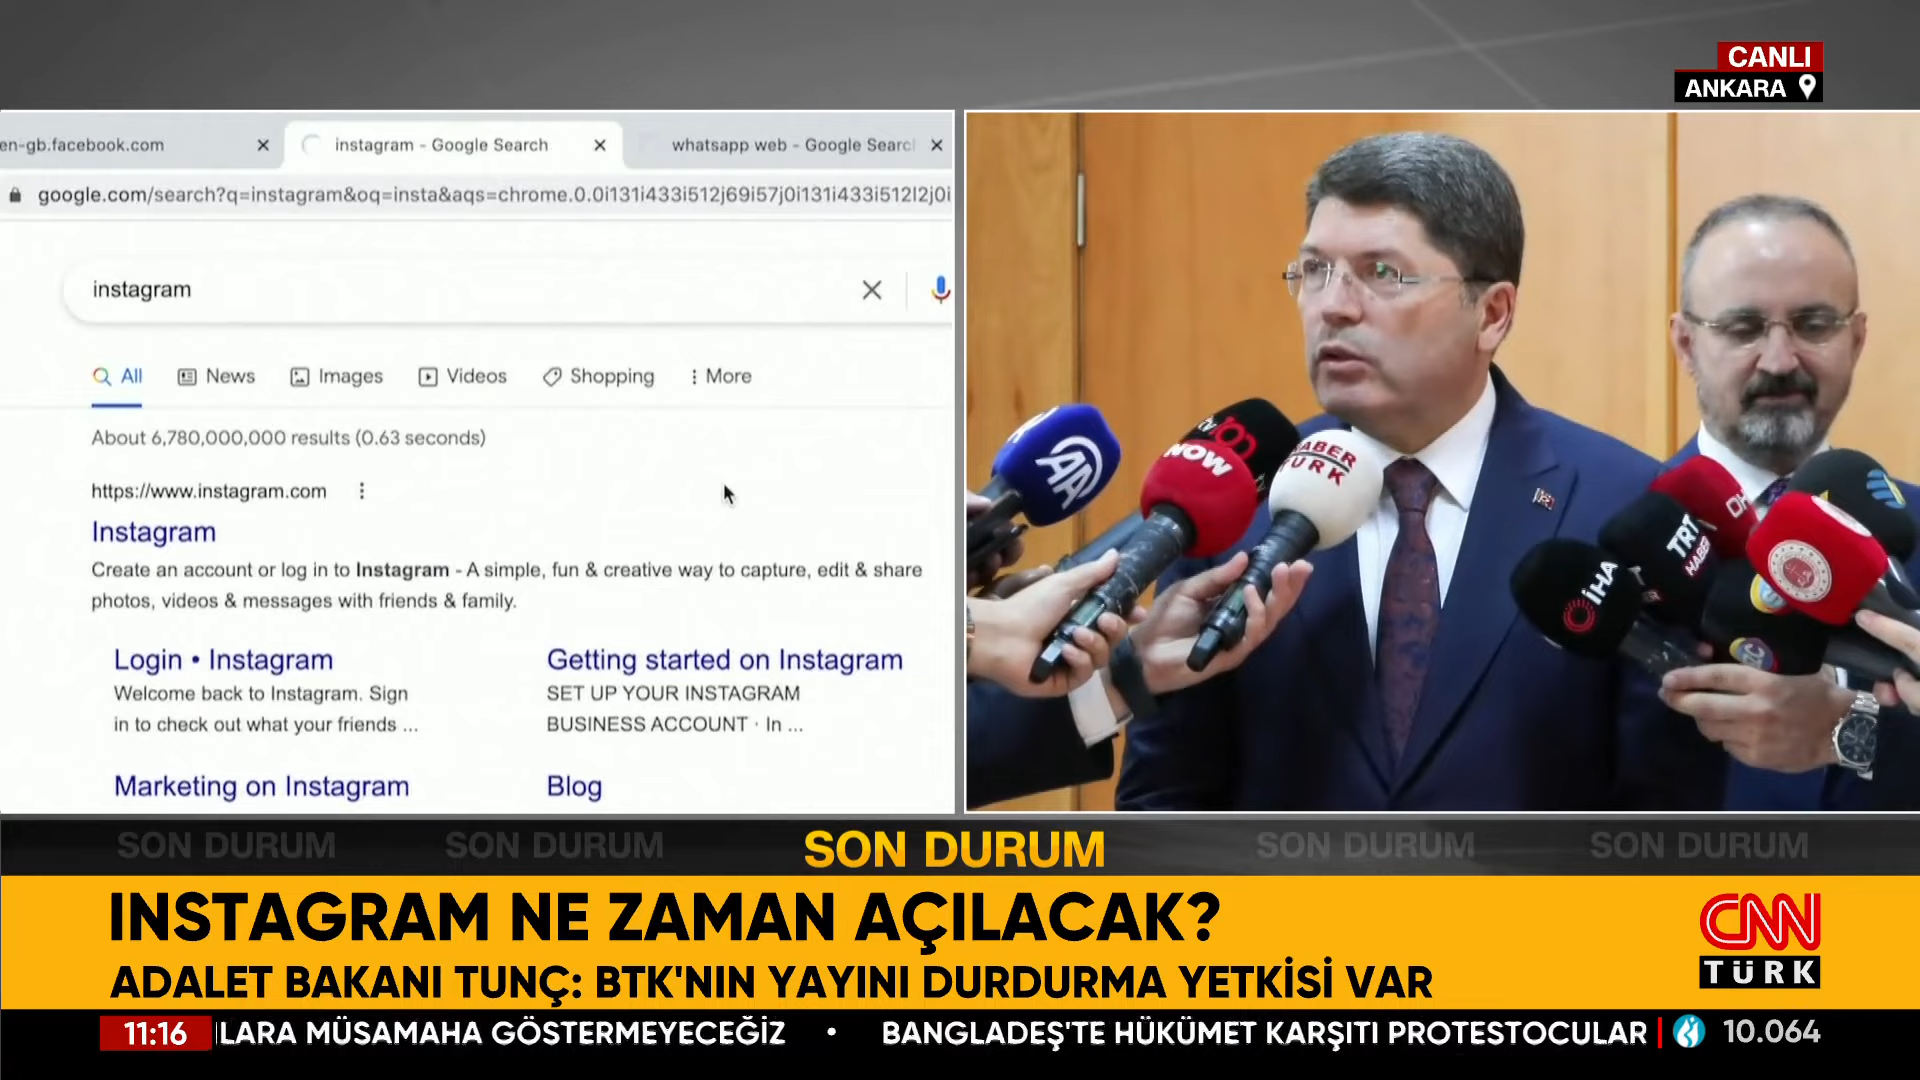 CANLI
ANKARA
en-gb.facebook.com
instagram - Google Search
whatsapp web - Google Searc
google.com/search?q=instagram&oq=insta&aqs=chrome.0.0i131i433i512j69i57j0i131i433i512l2j0i
instagram
All News Images Videos Shopping More
About 6,780,000,000 results (0.63 seconds)
https://www.instagram.com
Instagram
Create an account or log in to Instagram - A simple, fun & creative way to capture, edit & share
photos, videos & messages with friends & family.
Login • Instagram
Welcome back to Instagram. Sign
in to check out what your friends ...
Getting started on Instagram
SET UP YOUR INSTAGRAM
BUSINESS ACCOUNT · In ...
Marketing on Instagram
Blog
AA
tv100
NOW
HABER
TÜRK
İHA
TRT
HABER
SON DURUM SON DURUM SON DURUM SON DURUM SON DURUM
INSTAGRAM NE ZAMAN AÇILACAK?
ADALET BAKANI TUNÇ: BTK'NIN YAYINI DURDURMA YETKİSİ VAR
CNN
TÜRK
11:16
LARA MÜSAMAHA GÖSTERMEYECEĞİZ • BANGLADEŞ'TE HÜKÜMET KARŞITI PROTESTOCULAR
10.064